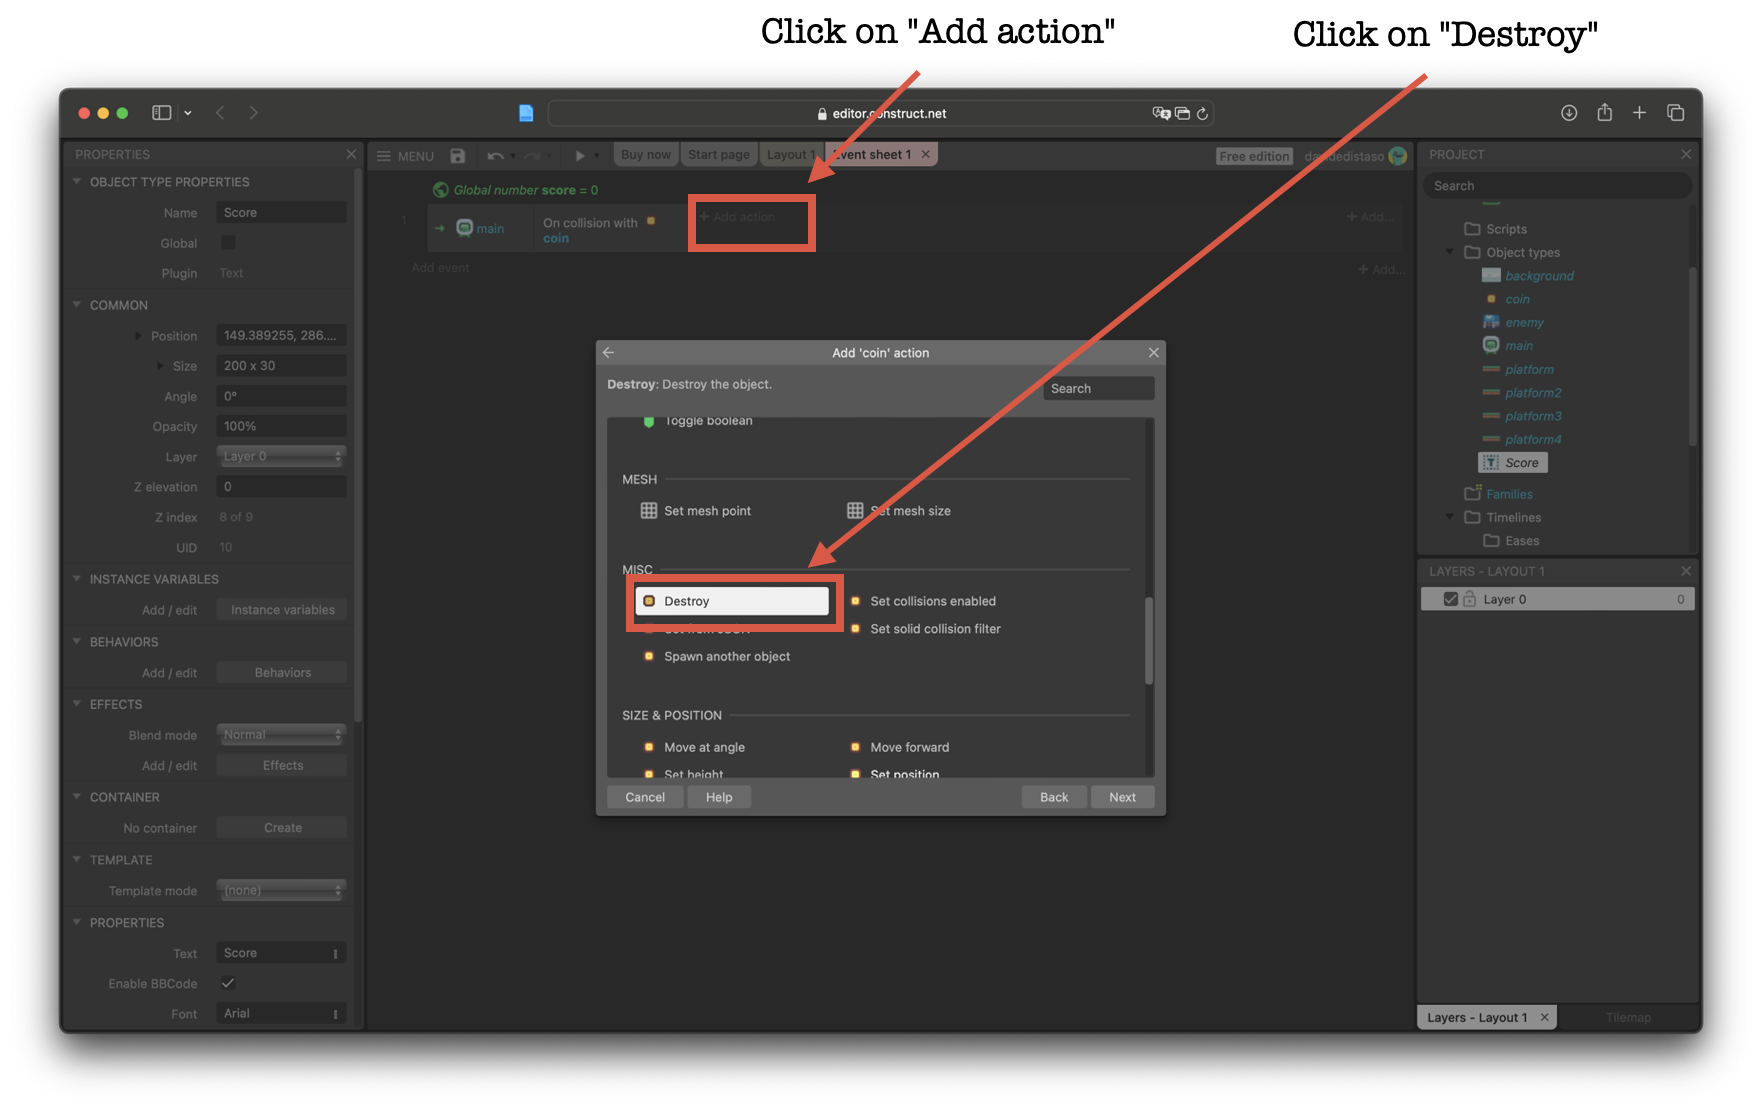 Click on "Add action"
Click on "Destroy"
editor.construct.net
PROPERTIES
OBJECT TYPE PROPERTIES
Name Score
Global
Plugin Text
COMMON
Position 149.389255, 286....
Size 200 x 30
Angle 0°
Opacity 100%
Layer Layer 0
Z elevation 0
Z index 8 of 9
UID 10
INSTANCE VARIABLES
Add / edit Instance variables
BEHAVIORS
Add / edit Behaviors
EFFECTS
Blend mode Normal
Add / edit Effects
CONTAINER
No container Create
TEMPLATE
Template mode (none)
PROPERTIES
Text Score
Enable BBCode
Font Arial
MENU
Buy now
Start page
Layout 1
Event sheet 1
Free edition
Global number score = 0
1
main
On collision with
coin
+ Add action
+ Add...
Add event
+ Add...
Add 'coin' action
Destroy: Destroy the object.
Search
Toggle boolean
MESH
Set mesh point
Set mesh size
MISC
Destroy
Set collisions enabled
Set from JSON
Set solid collision filter
Spawn another object
SIZE & POSITION
Move at angle
Move forward
Set height
Set position
Cancel
Help
Back
Next
PROJECT
Search
Scripts
Object types
background
coin
enemy
main
platform
platform2
platform3
platform4
Score
Families
Timelines
Eases
LAYERS - LAYOUT 1
Layer 0 0
Layers - Layout 1
Tilemap